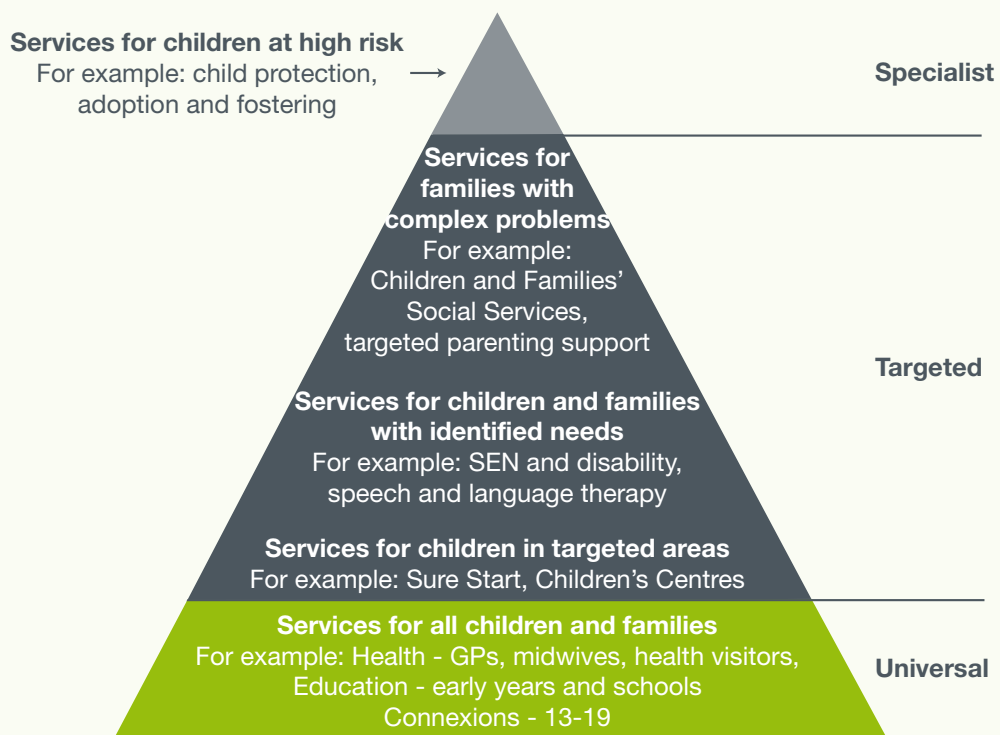 Services for children at high risk
For example: child protection,
adoption and fostering
Specialist
Services for
families with
complex problems
For example:
Children and Families’
Social Services,
targeted parenting support
Targeted
Services for children and families
with identified needs
For example: SEN and disability,
speech and language therapy
Services for children in targeted areas
For example: Sure Start, Children’s Centres
Services for all children and families
For example: Health - GPs, midwives, health visitors,
Education - early years and schools
Connexions - 13-19
Universal